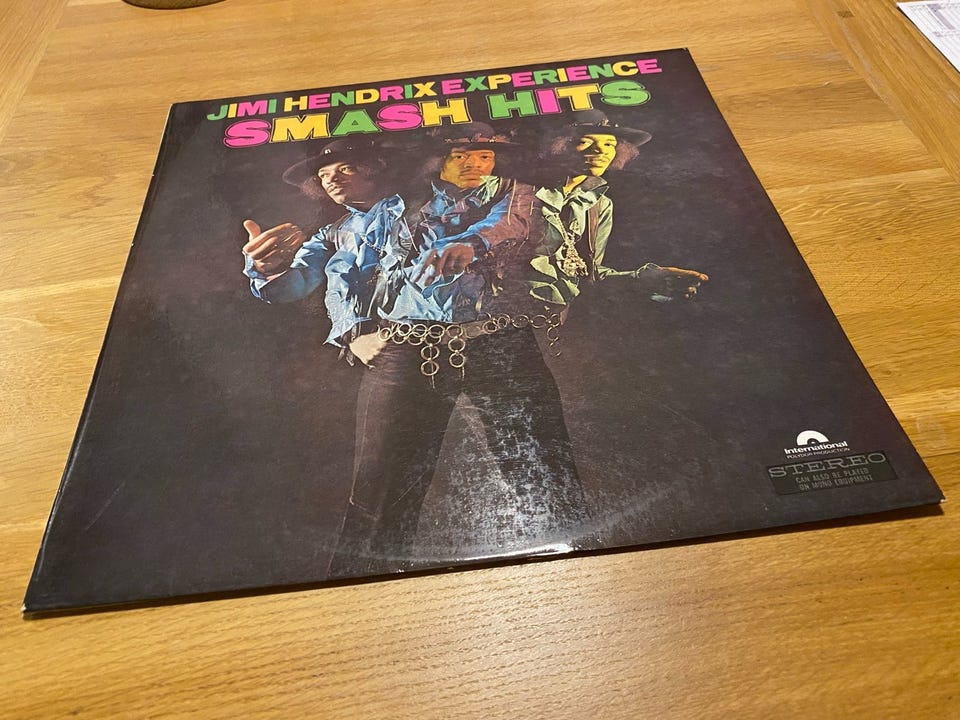 JIMI HENDRIX EXPERIENCE
SMASH HITS
International
POLYDOR PRODUCTION
STEREO
CAN ALSO BE PLAYED
ON MONO EQUIPMENT